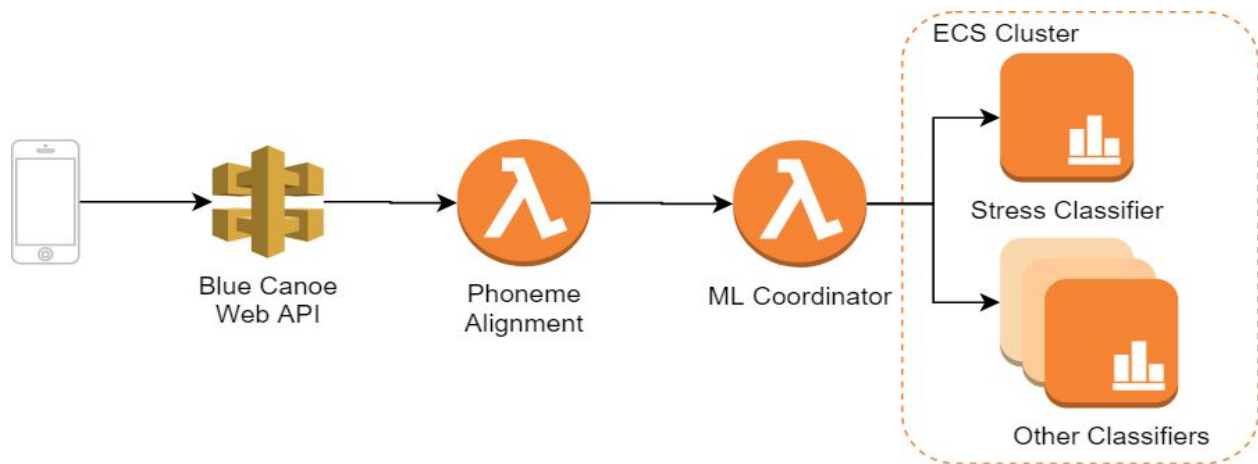 ECS Cluster
Stress Classifier
Blue Canoe
Web API
Phoneme
Alignment
ML Coordinator
Other Classifiers